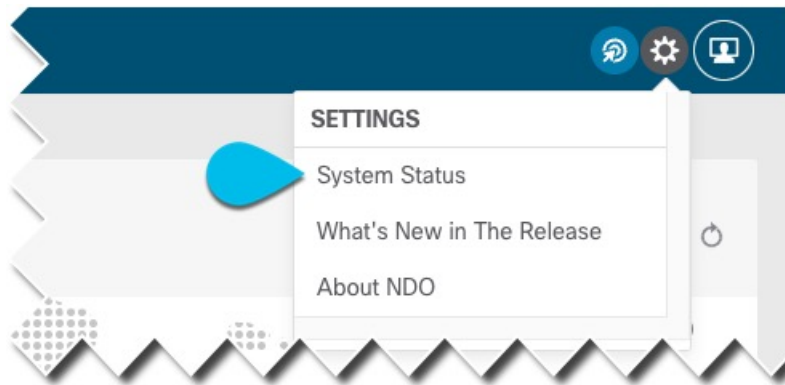 SETTINGS
System Status
What's New in The Release
About NDO